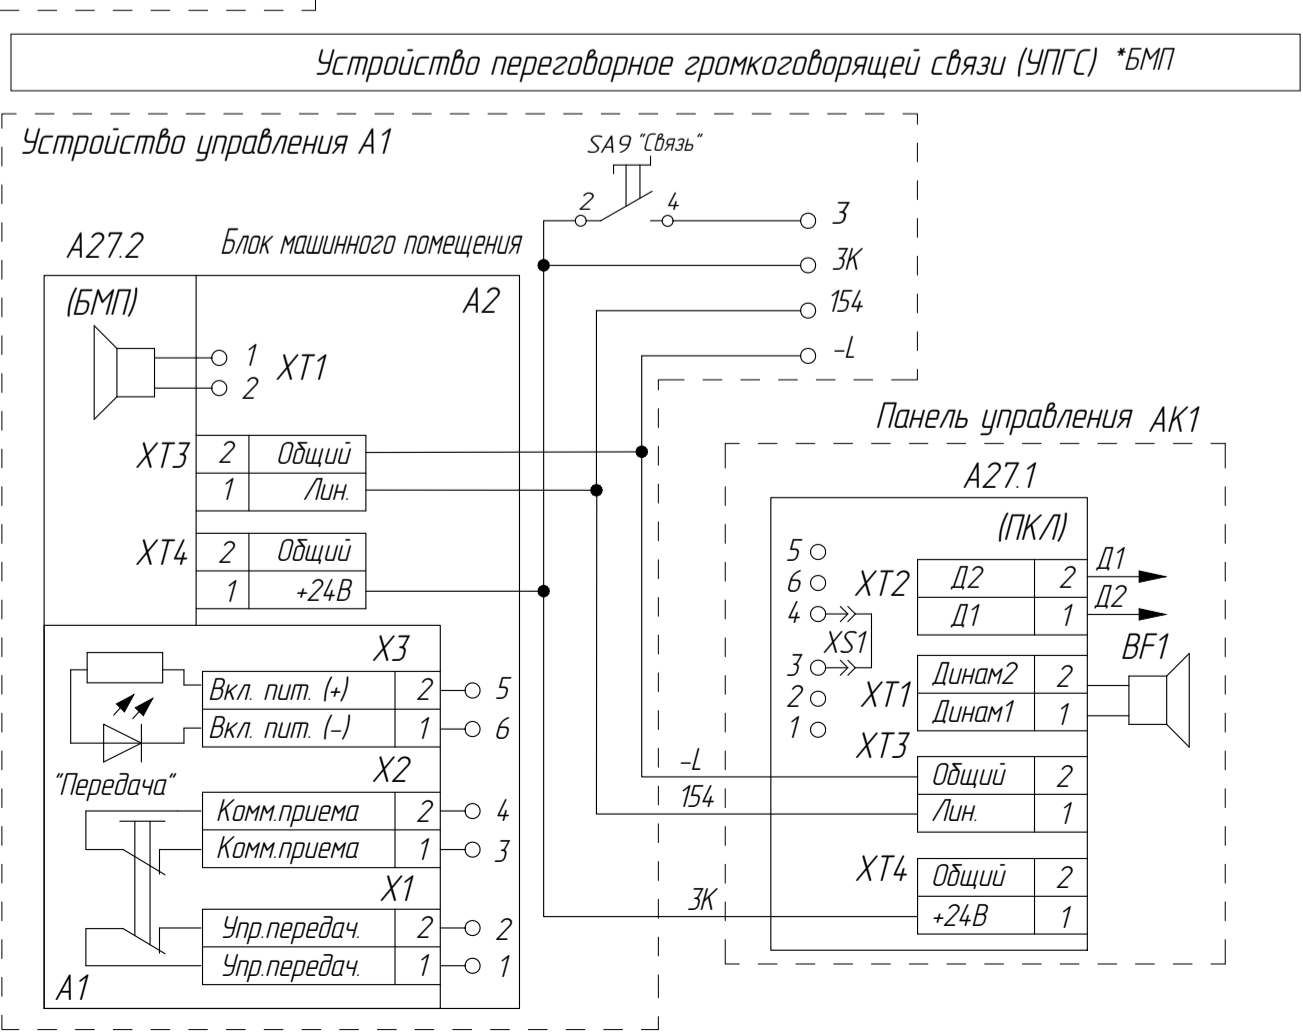 Устройство переговорное громкоговорящей связи (УПГС) *БМП
Устройство управления А1
SA9 "Связь"
2 4
3
3К
154
-L
А27.2
Блок машинного помещения
(БМП)
А2
1
2
ХТ1
ХТ3
2 Общий
1 Лин.
ХТ4
2 Общий
1 +24В
Х3
Вкл. пит. (+) 2 5
Вкл. пит. (-) 1 6
"Передача"
Х2
Комм.приема 2 4
Комм.приема 1 3
Х1
Упр.передач. 2 2
Упр.передач. 1 1
А1
Панель управления АК1
А27.1
(ПКЛ)
5
6
4
XS1
3
2
1
ХТ2
Д2 2 Д1
Д1 1 Д2
BF1
ХТ1
Динам2 2
Динам1 1
ХТ3
-L
Общий 2
154
Лин. 1
ХТ4
Общий 2
3К
+24В 1